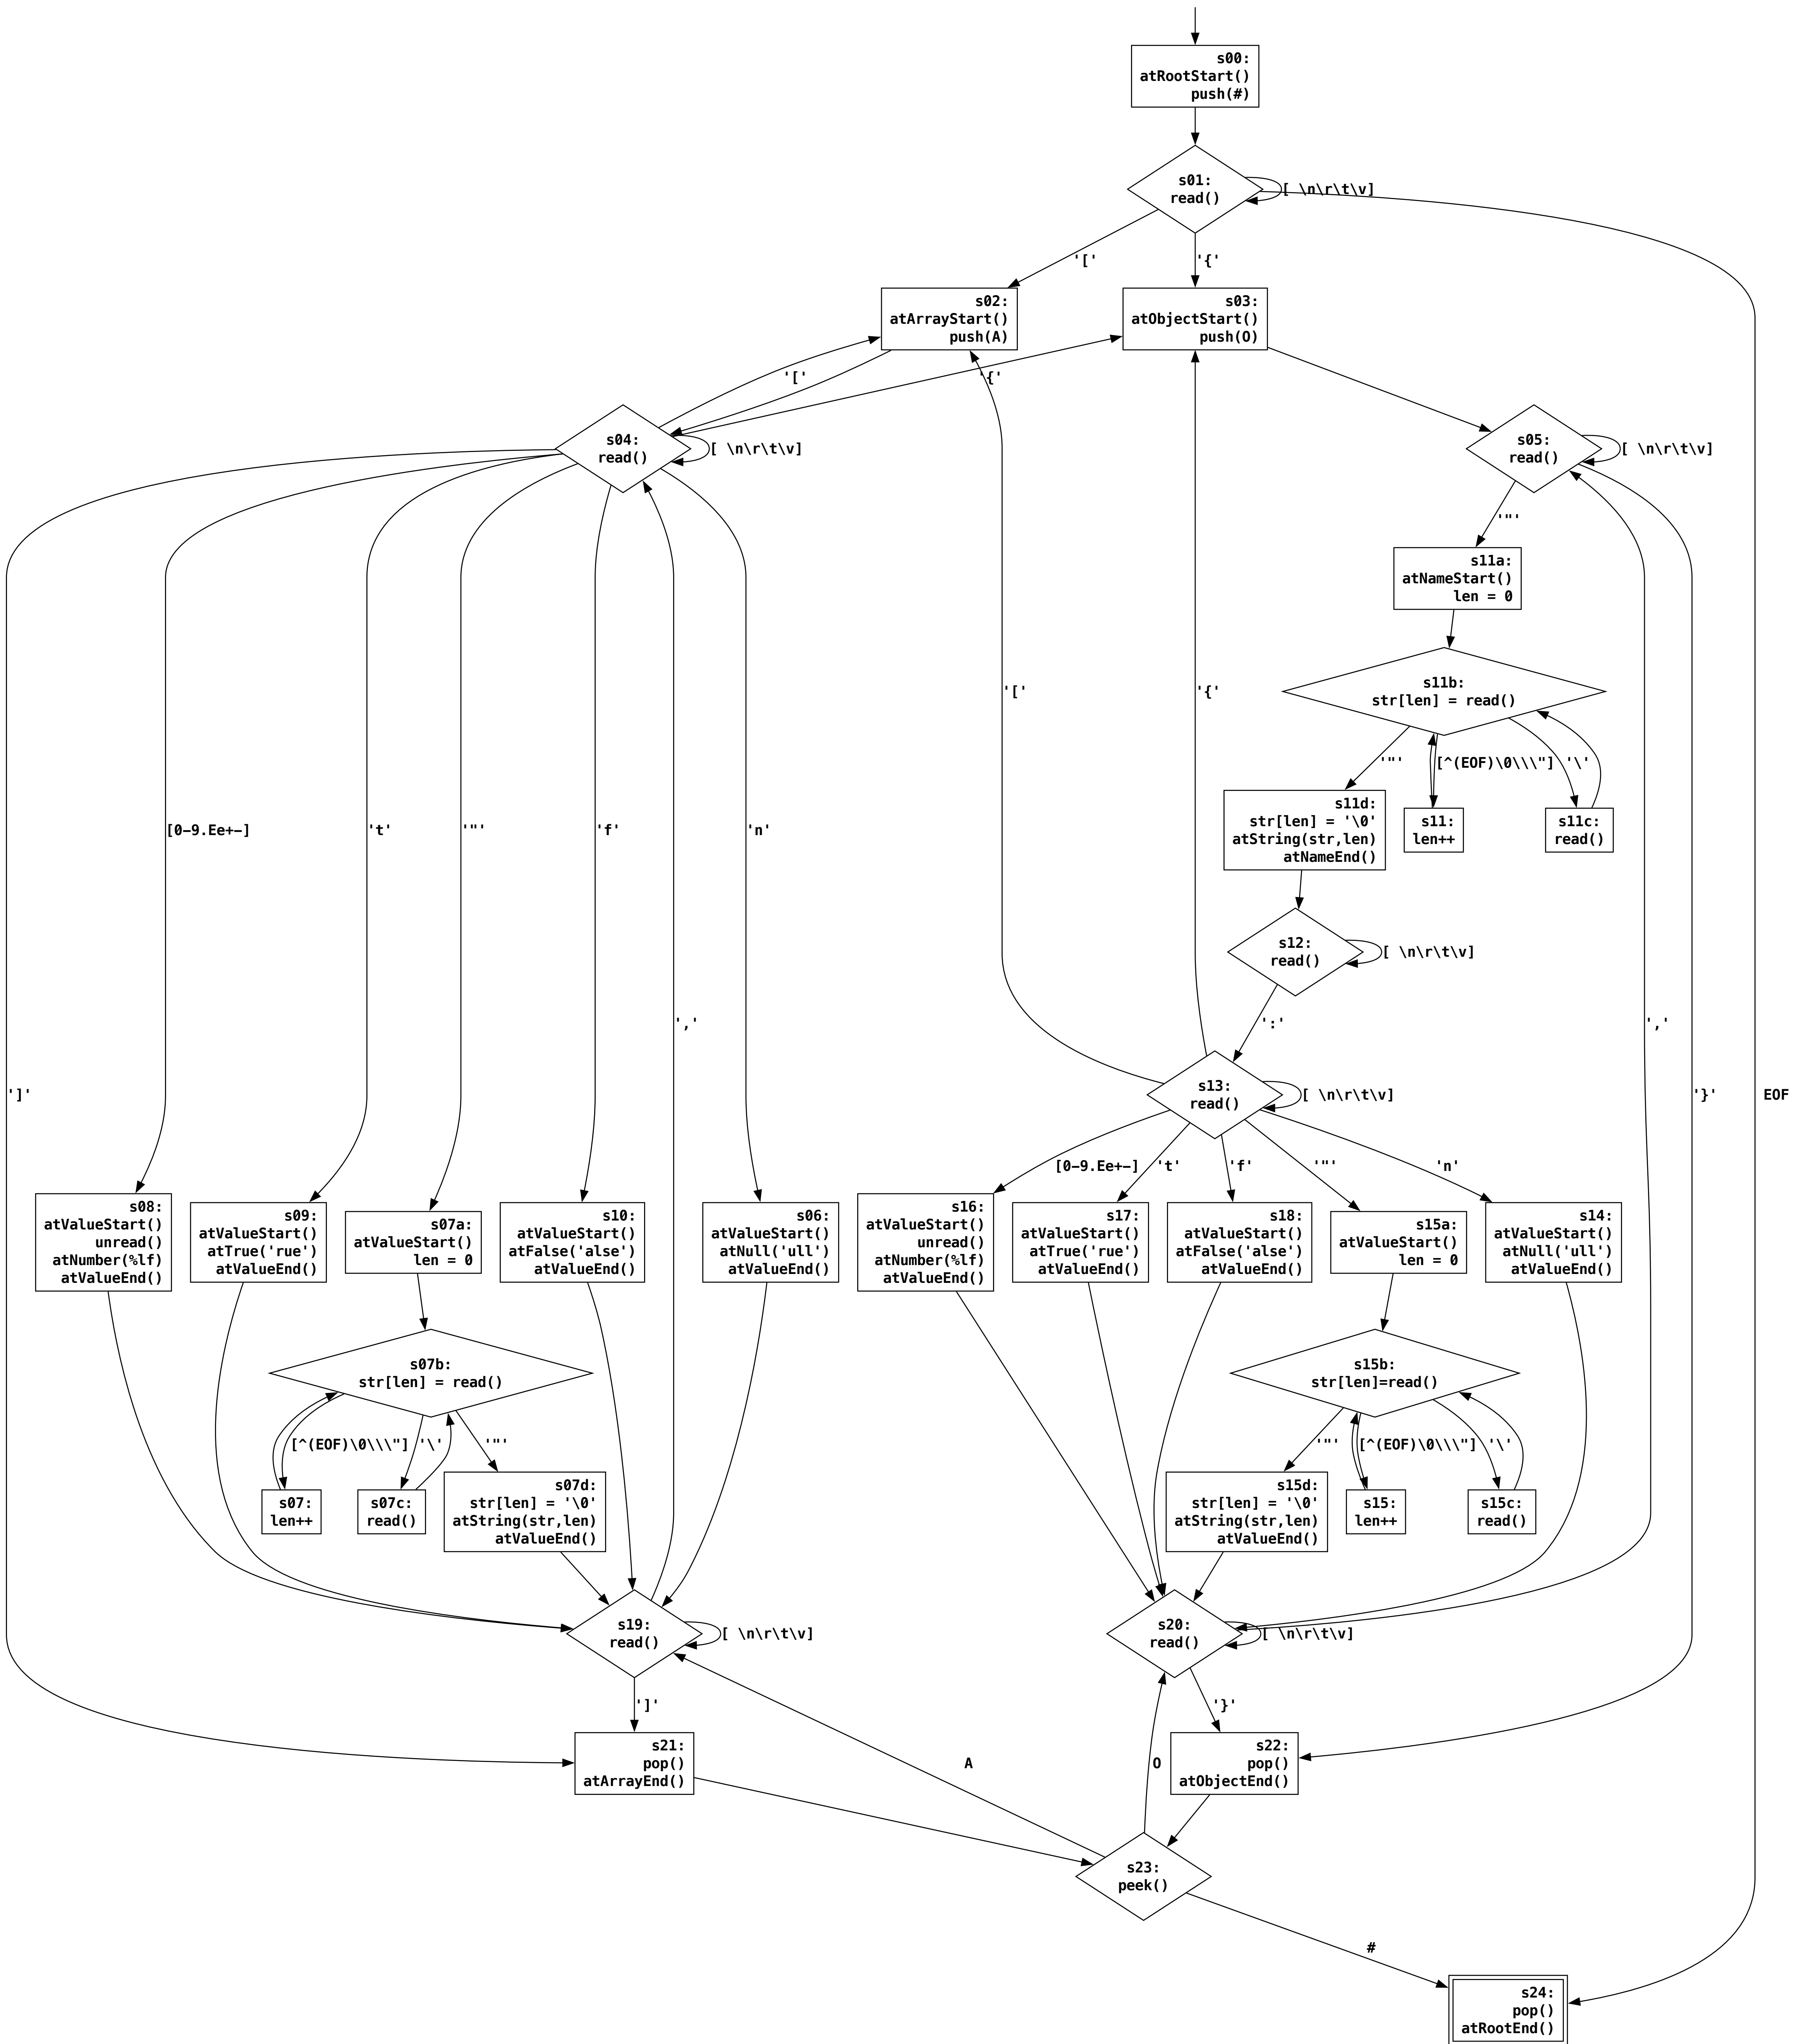 s00:
atRootStart()
push(#)
s01:
read()
[ \n\r\t\v]
'['
'{'
s02:
atArrayStart()
push(A)
s03:
atObjectStart()
push(O)
'['
'{'
s04:
read()
[ \n\r\t\v]
s05:
read()
[ \n\r\t\v]
'"'
s11a:
atNameStart()
len = 0
'['
'{'
s11b:
str[len] = read()
'"'
[^(EOF)\0\\\"]
'\'
[0-9.Ee+-]
't'
'"'
'f'
'n'
s11d:
str[len] = '\0'
atString(str,len)
atNameEnd()
s11:
len++
s11c:
read()
s12:
read()
[ \n\r\t\v]
','
':'
','
']'
s13:
read()
[ \n\r\t\v]
'}'
EOF
[0-9.Ee+-]
't'
'f'
'"'
'n'
s08:
atValueStart()
unread()
atNumber(%lf)
atValueEnd()
s09:
atValueStart()
atTrue('rue')
atValueEnd()
s07a:
atValueStart()
len = 0
s10:
atValueStart()
atFalse('alse')
atValueEnd()
s06:
atValueStart()
atNull('ull')
atValueEnd()
s16:
atValueStart()
unread()
atNumber(%lf)
atValueEnd()
s17:
atValueStart()
atTrue('rue')
atValueEnd()
s18:
atValueStart()
atFalse('alse')
atValueEnd()
s15a:
atValueStart()
len = 0
s14:
atValueStart()
atNull('ull')
atValueEnd()
s07b:
str[len] = read()
s15b:
str[len]=read()
[^(EOF)\0\\\"]
'\'
'"'
'"'
[^(EOF)\0\\\"]
'\'
s07:
len++
s07c:
read()
s07d:
str[len] = '\0'
atString(str,len)
atValueEnd()
s15d:
str[len] = '\0'
atString(str,len)
atValueEnd()
s15:
len++
s15c:
read()
s19:
read()
[ \n\r\t\v]
s20:
read()
[ \n\r\t\v]
']'
'}'
s21:
pop()
atArrayEnd()
A
O
s22:
pop()
atObjectEnd()
s23:
peek()
#
s24:
pop()
atRootEnd()